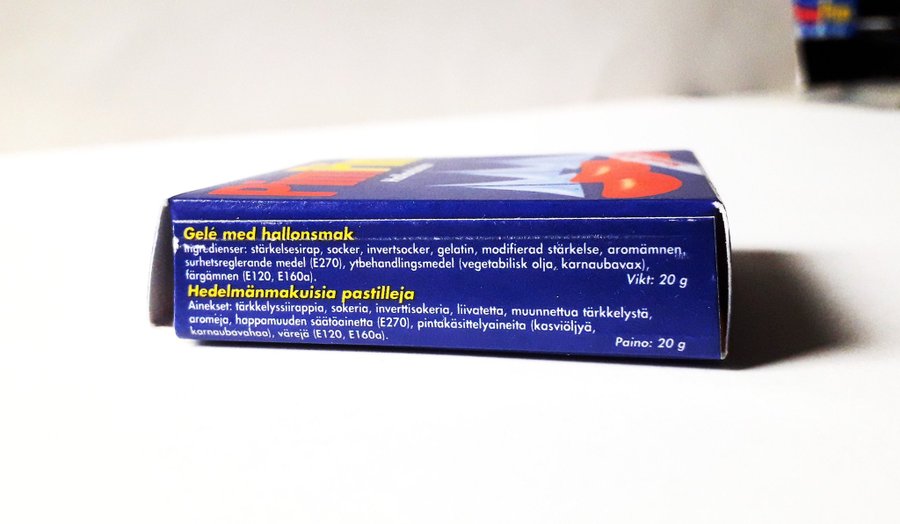 Gelé med hallonsmak
Ingredienser: stärkelsesirap, socker, invertsocker, gelatin, modifierad stärkelse, aromämnen,
surhetsreglerande medel (E270), ytbehandlingsmedel (vegetabilisk olja, karnaubavax),
färgämnen (E120, E160a). Vikt: 20 g
Hedelmänmakuisia pastilleja
Ainekset: tärkkelyssiirappia, sokeria, inverttisokeria, liivatetta, muunnettua tärkkelystä,
aromeja, happamuuden säätöainetta (E270), pintakäsittelyaineita (kasviöljyä,
karnaubavahaa), värejä (E120, E160a). Paino: 20 g